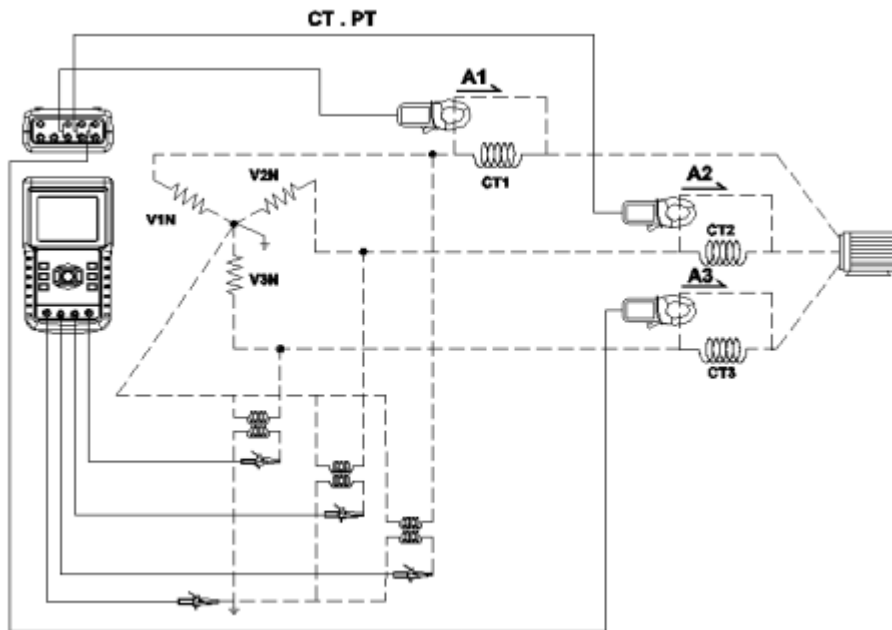 CT . PT
A1
CT1
A2
V2N
V1N
CT2
A3
V3N
CT3